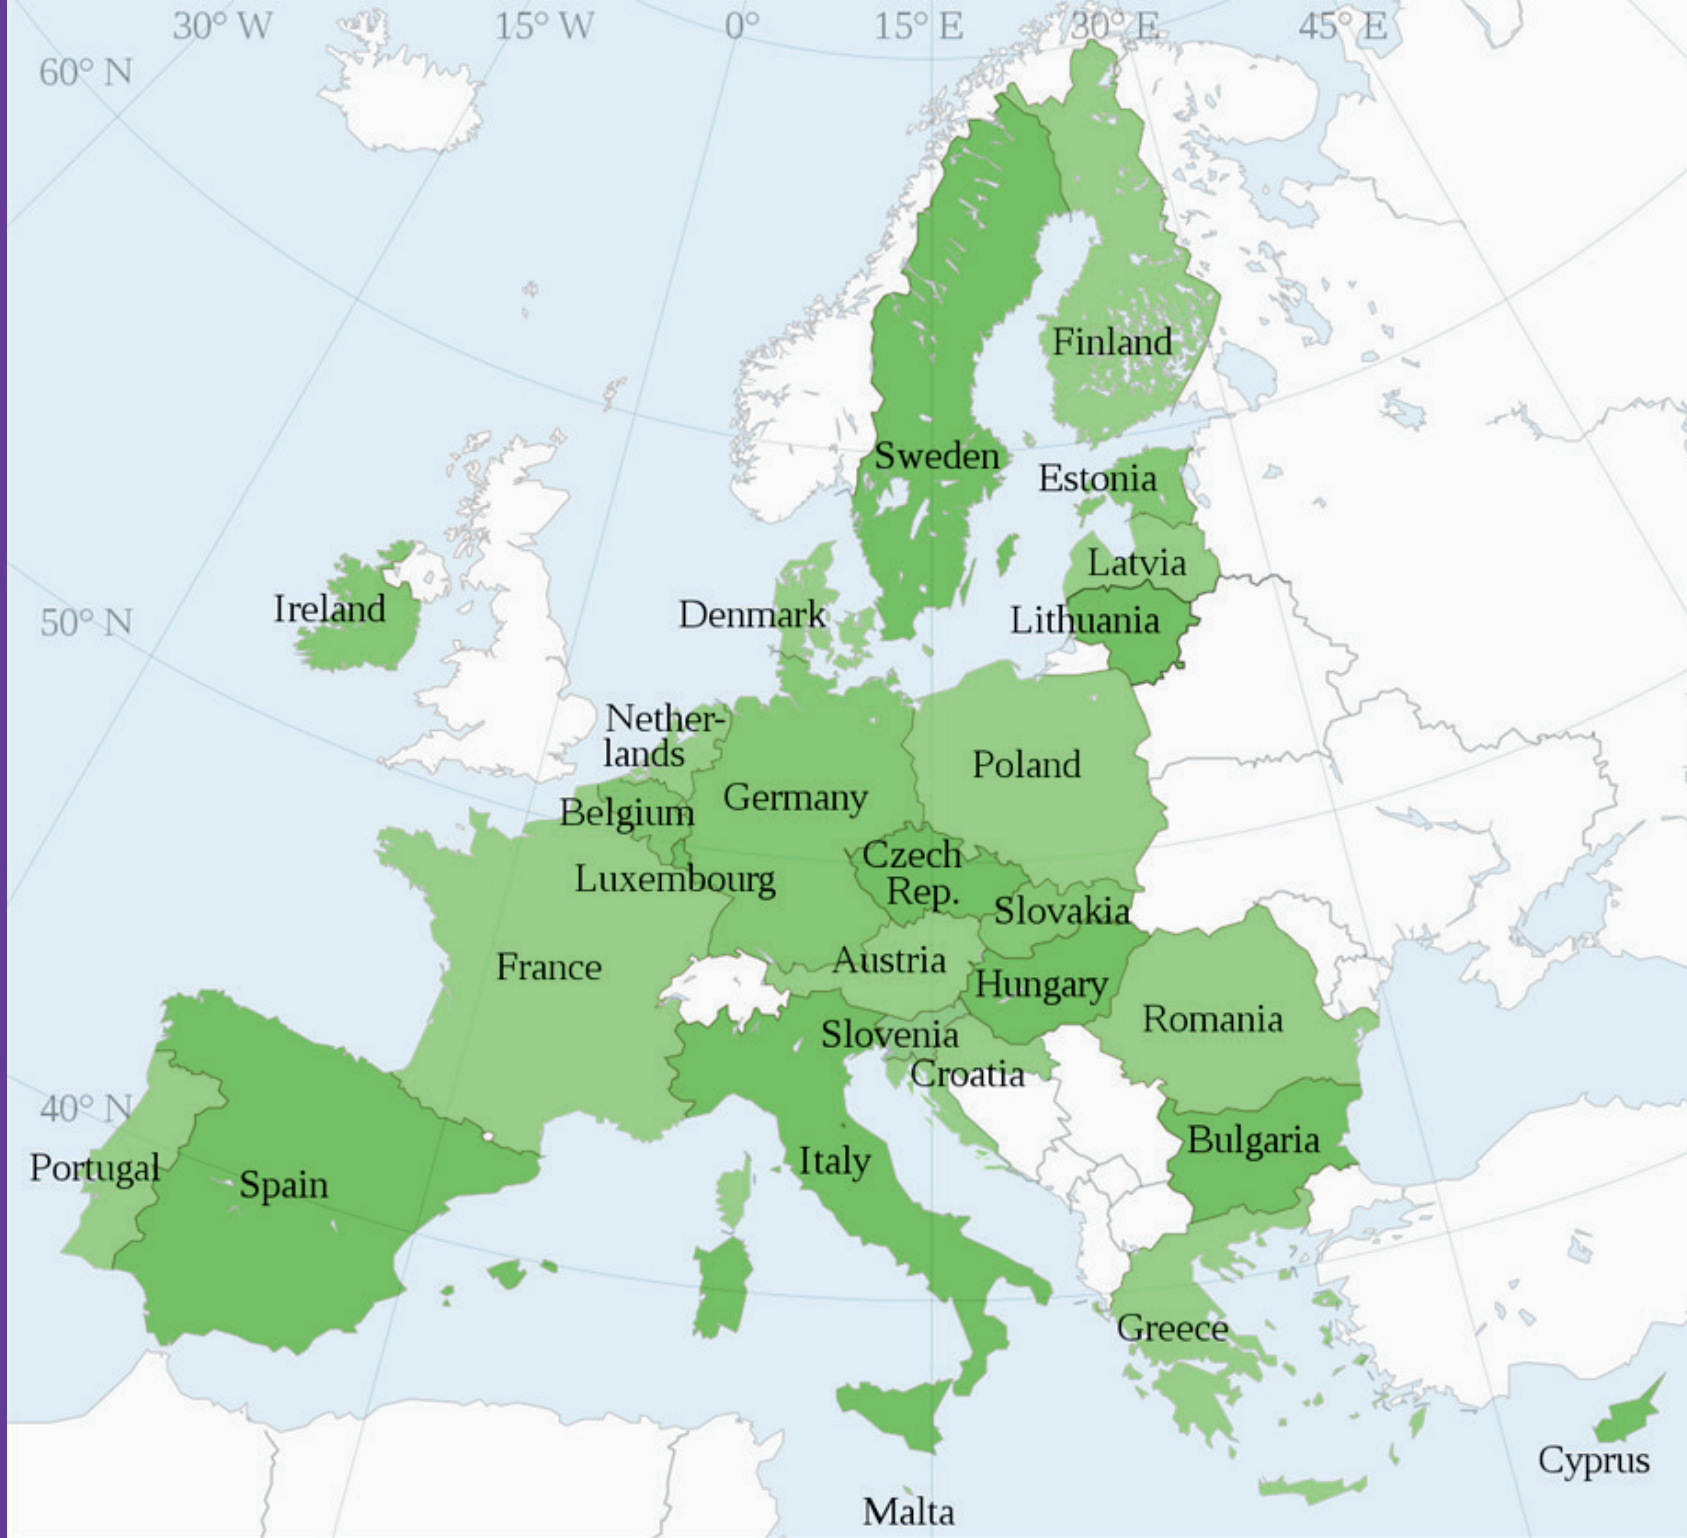 30° W
15° W
0°
15° E
30° E
45° E
60° N
Finland
Sweden
Estonia
Latvia
Ireland
Denmark
Lithuania
50° N
Nether-
lands
Poland
Germany
Belgium
Czech
Rep.
Luxembourg
Slovakia
France
Austria
Hungary
Romania
Slovenia
Croatia
40° N
Bulgaria
Portugal
Spain
Italy
Greece
Cyprus
Malta